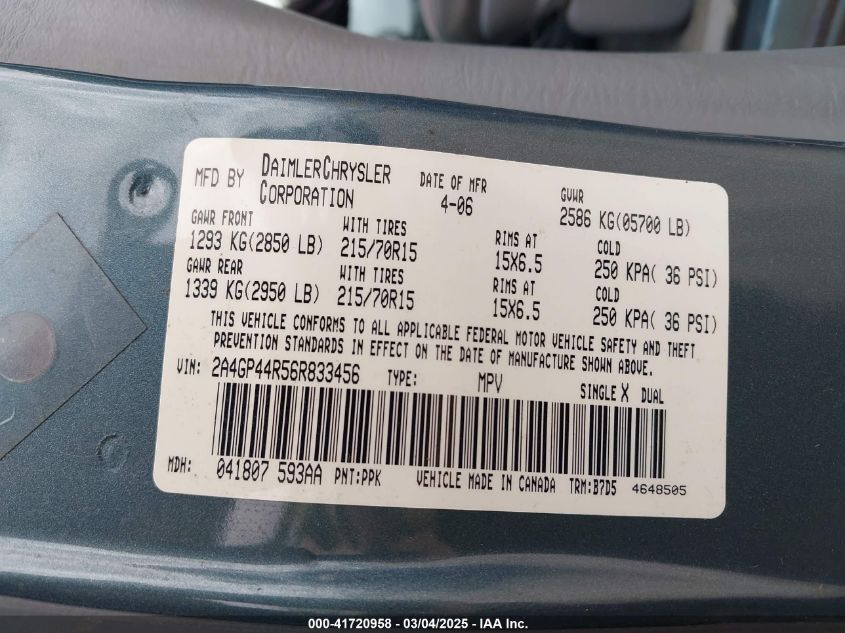 MFD BY DAIMLERCHRYSLER CORPORATION DATE OF MFR 4-06 GVWR 2586 KG(05700 LB)
GAWR FRONT WITH TIRES RIMS AT COLD
1293 KG(2850 LB) 215/70R15 15X6.5 250 KPA( 36 PSI)
GAWR REAR WITH TIRES RIMS AT COLD
1339 KG(2950 LB) 215/70R15 15X6.5 250 KPA( 36 PSI)
THIS VEHICLE CONFORMS TO ALL APPLICABLE FEDERAL MOTOR VEHICLE SAFETY AND THEFT
PREVENTION STANDARDS IN EFFECT ON THE DATE OF MANUFACTURE SHOWN ABOVE.
VIN: 2A4GP44R56R833456 TYPE: MPV SINGLE X DUAL
MDH: 041807 593AA PNT:PPK VEHICLE MADE IN CANADA TRM:B7D5 4648505
000-41720958 - 03/04/2025 - IAA Inc.